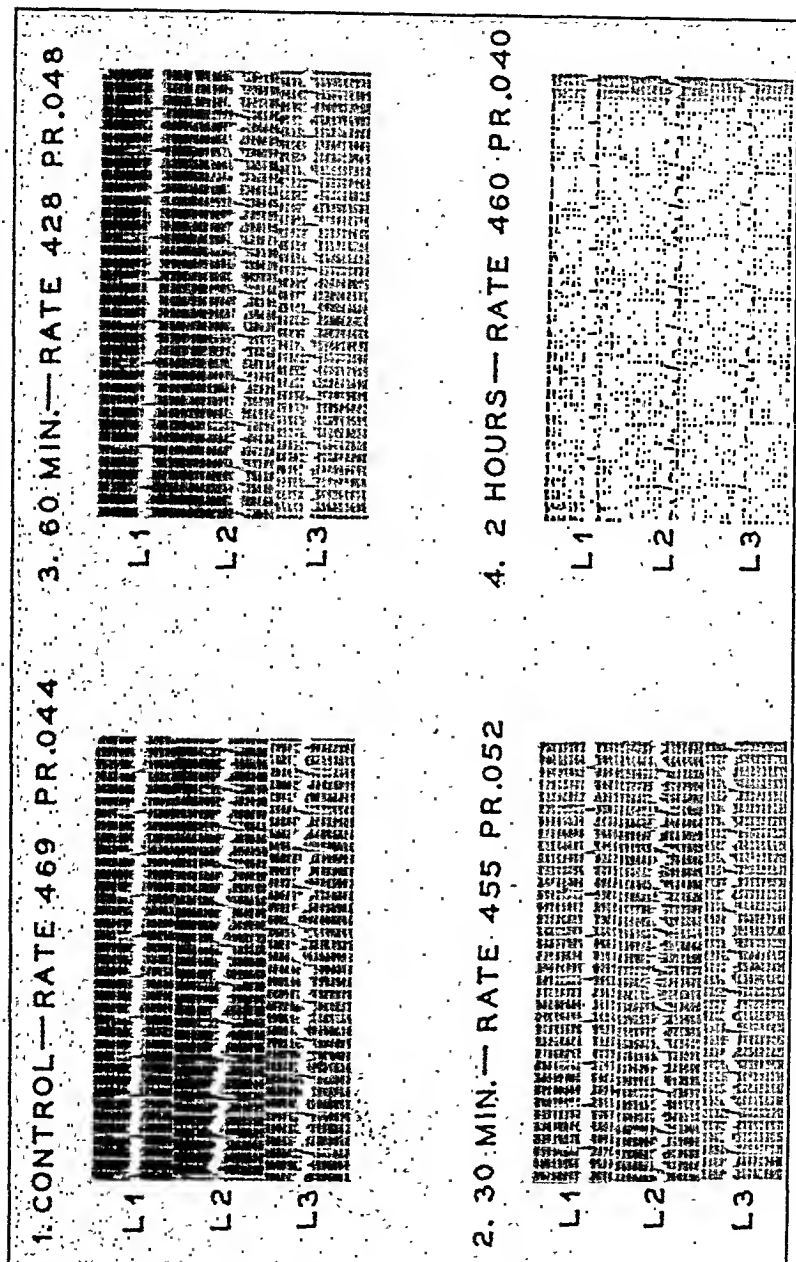 1. CONTROL—RATE 469 PR.044
L1
L2
L3
2. 30 MIN.—RATE 455 PR.052
L1
L2
L3
3. 60 MIN.—RATE 428 PR.048
L1
L2
L3
4. 2 HOURS—RATE 460 PR.040
L1
L2
L3